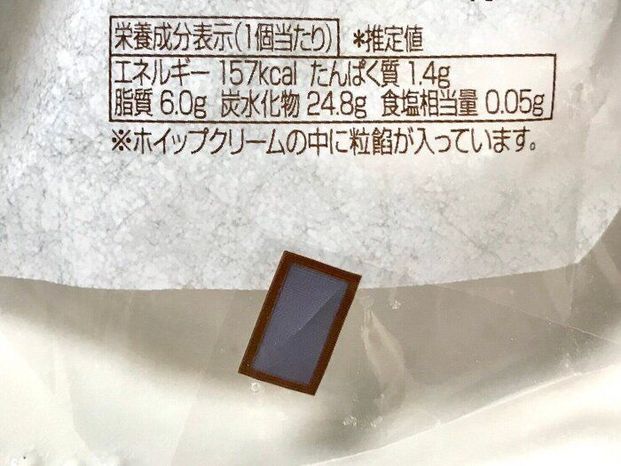 栄養成分表示(1個当たり) *推定値
エネルギー 157kcal たんぱく質 1.4g
脂質 6.0g 炭水化物 24.8g 食塩相当量 0.05g
※ホイップクリームの中に粒餡が入っています。